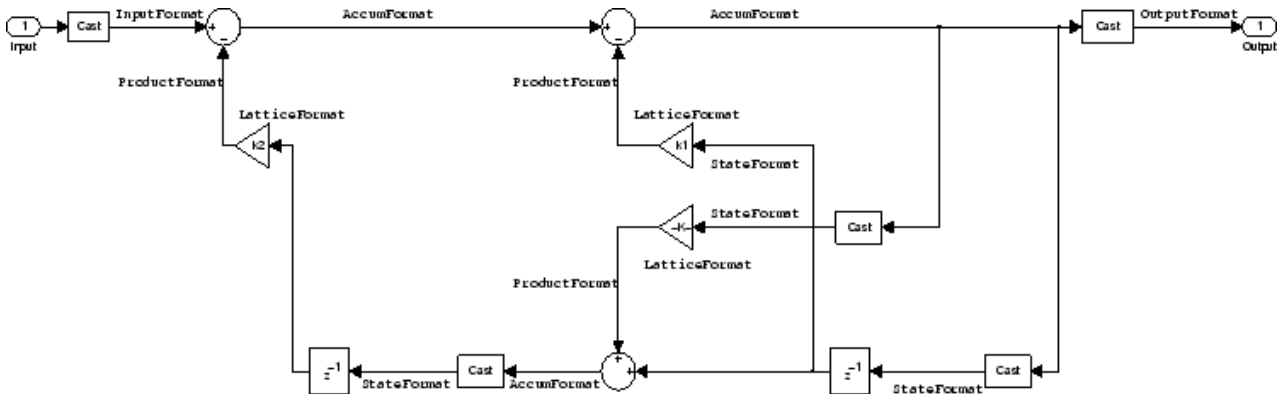 InputFormat
AccumFormat
AccumFormat
OutputFormat
1
Cast
+
+
Cast
1
Input
−
−
Output
ProductFormat
ProductFormat
LatticeFormat
LatticeFormat
k2
k1
StateFormat
StateFormat
-K-
Cast
LatticeFormat
ProductFormat
+
z-1
Cast
+
z-1
Cast
StateFormat
AccumFormat
StateFormat